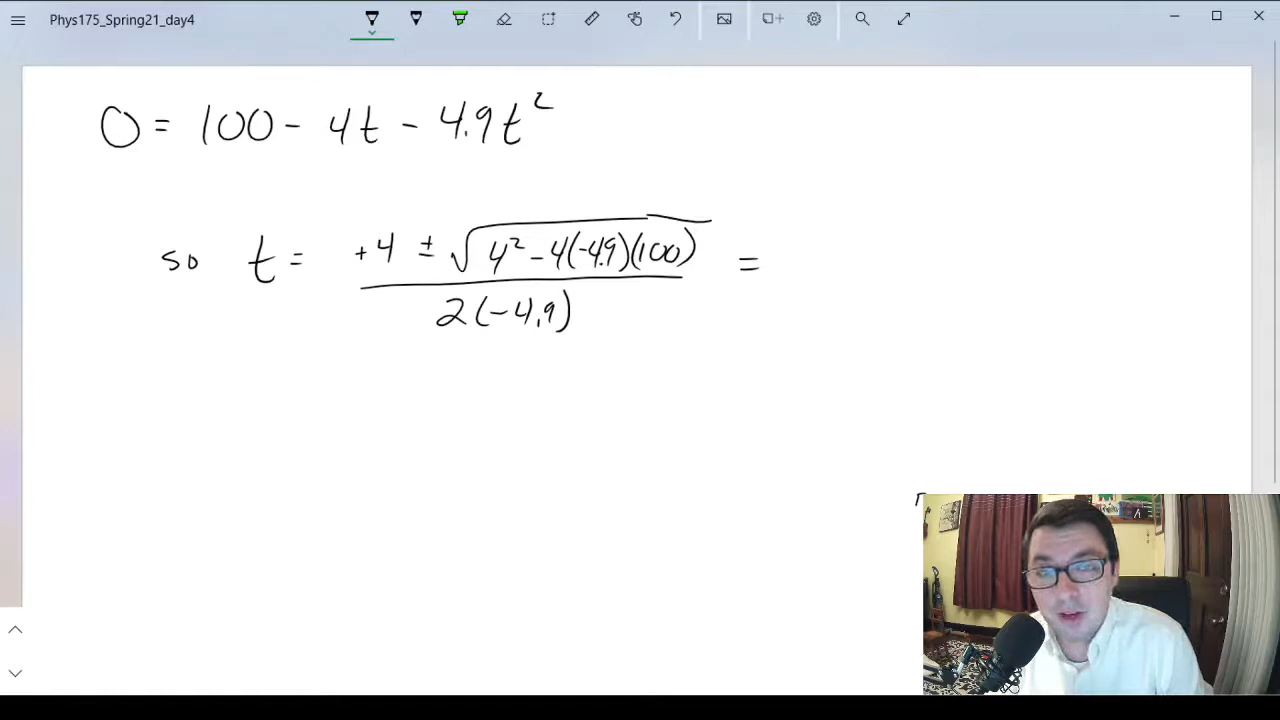 Phys175_Spring21_day4
0 = 100 - 4t - 4.9t²
so t = +4 ± √(4² - 4(-4.9)(100)) =
2(-4.9)